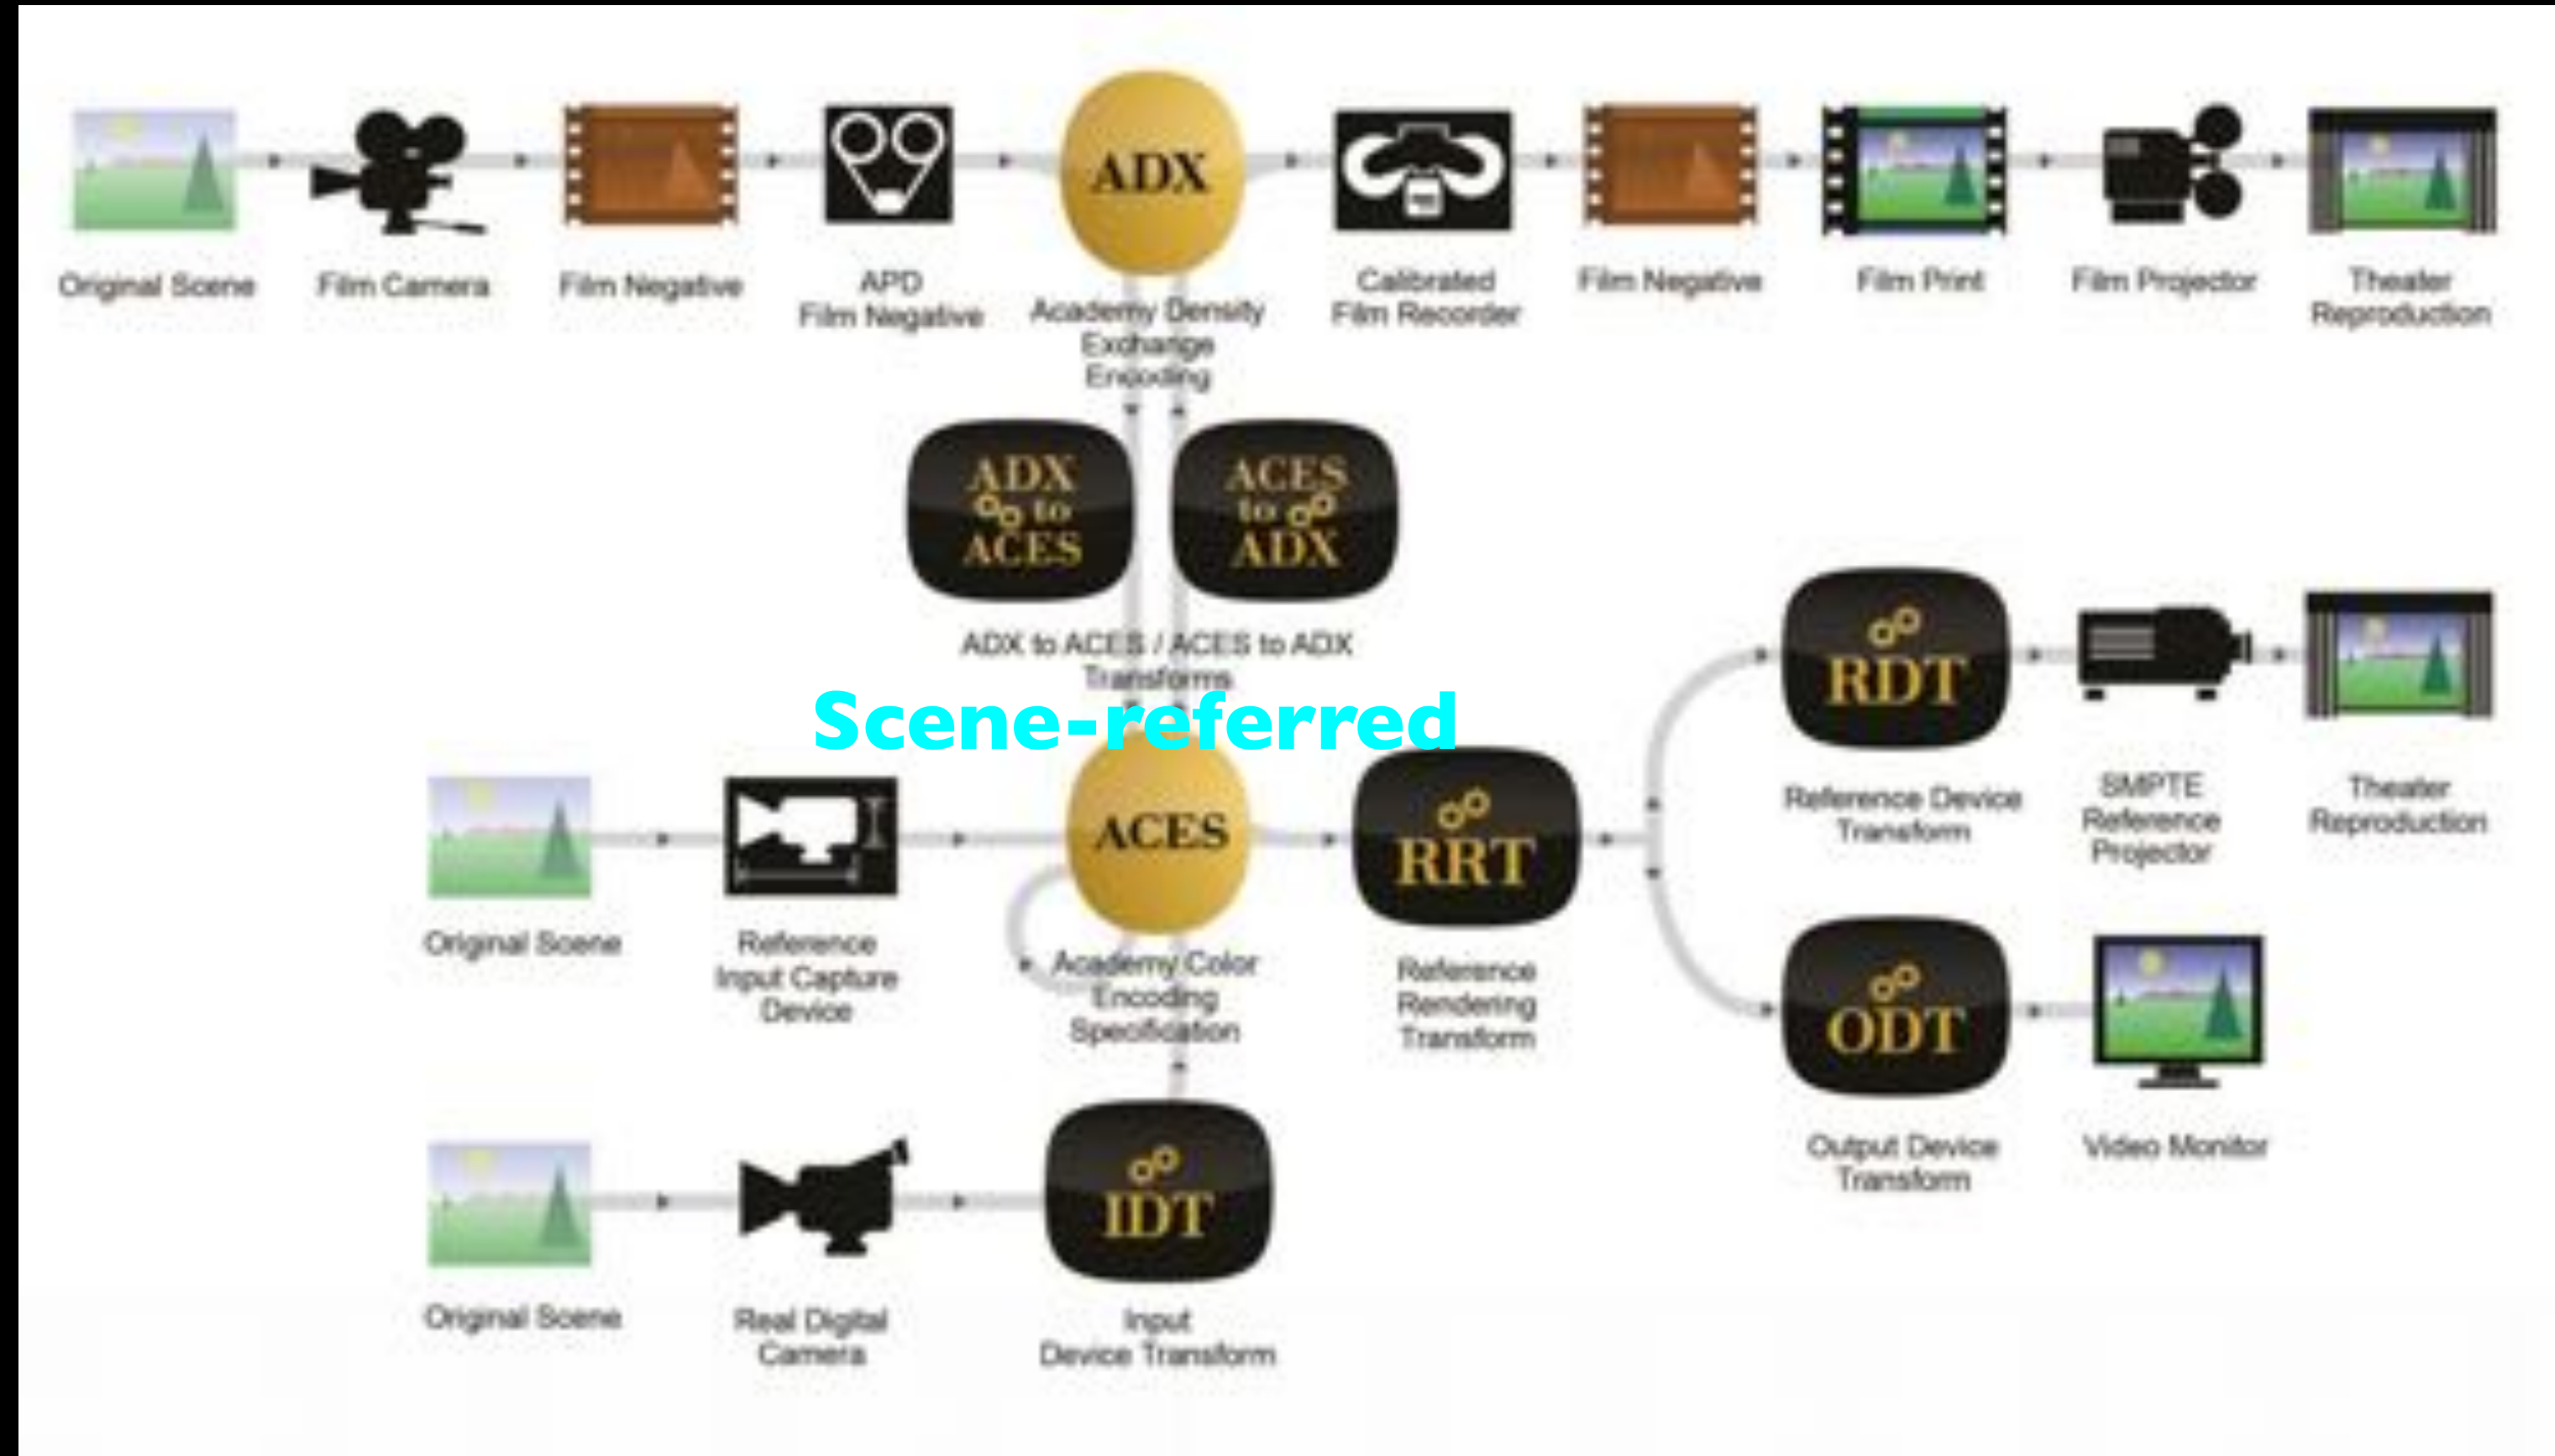 ADX
Original Scene
Film Camera
Film Negative
APD
Film Negative
Academy Density
Exchange
Encoding
Calibrated
Film Recorder
Film Negative
Film Print
Film Projector
Theater
Reproduction
ADX
to
ACES
ACES
to
ADX
ADX to ACES / ACES to ADX
Transforms
Scene-referred
RDT
Reference Device
Transform
SMPTE
Reference
Projector
Theater
Reproduction
ACES
RRT
Original Scene
Reference
Input Capture
Device
Academy Color
Encoding
Specification
Reference
Rendering
Transform
ODT
Output Device
Transform
Video Monitor
IDT
Original Scene
Real Digital
Camera
Input
Device Transform